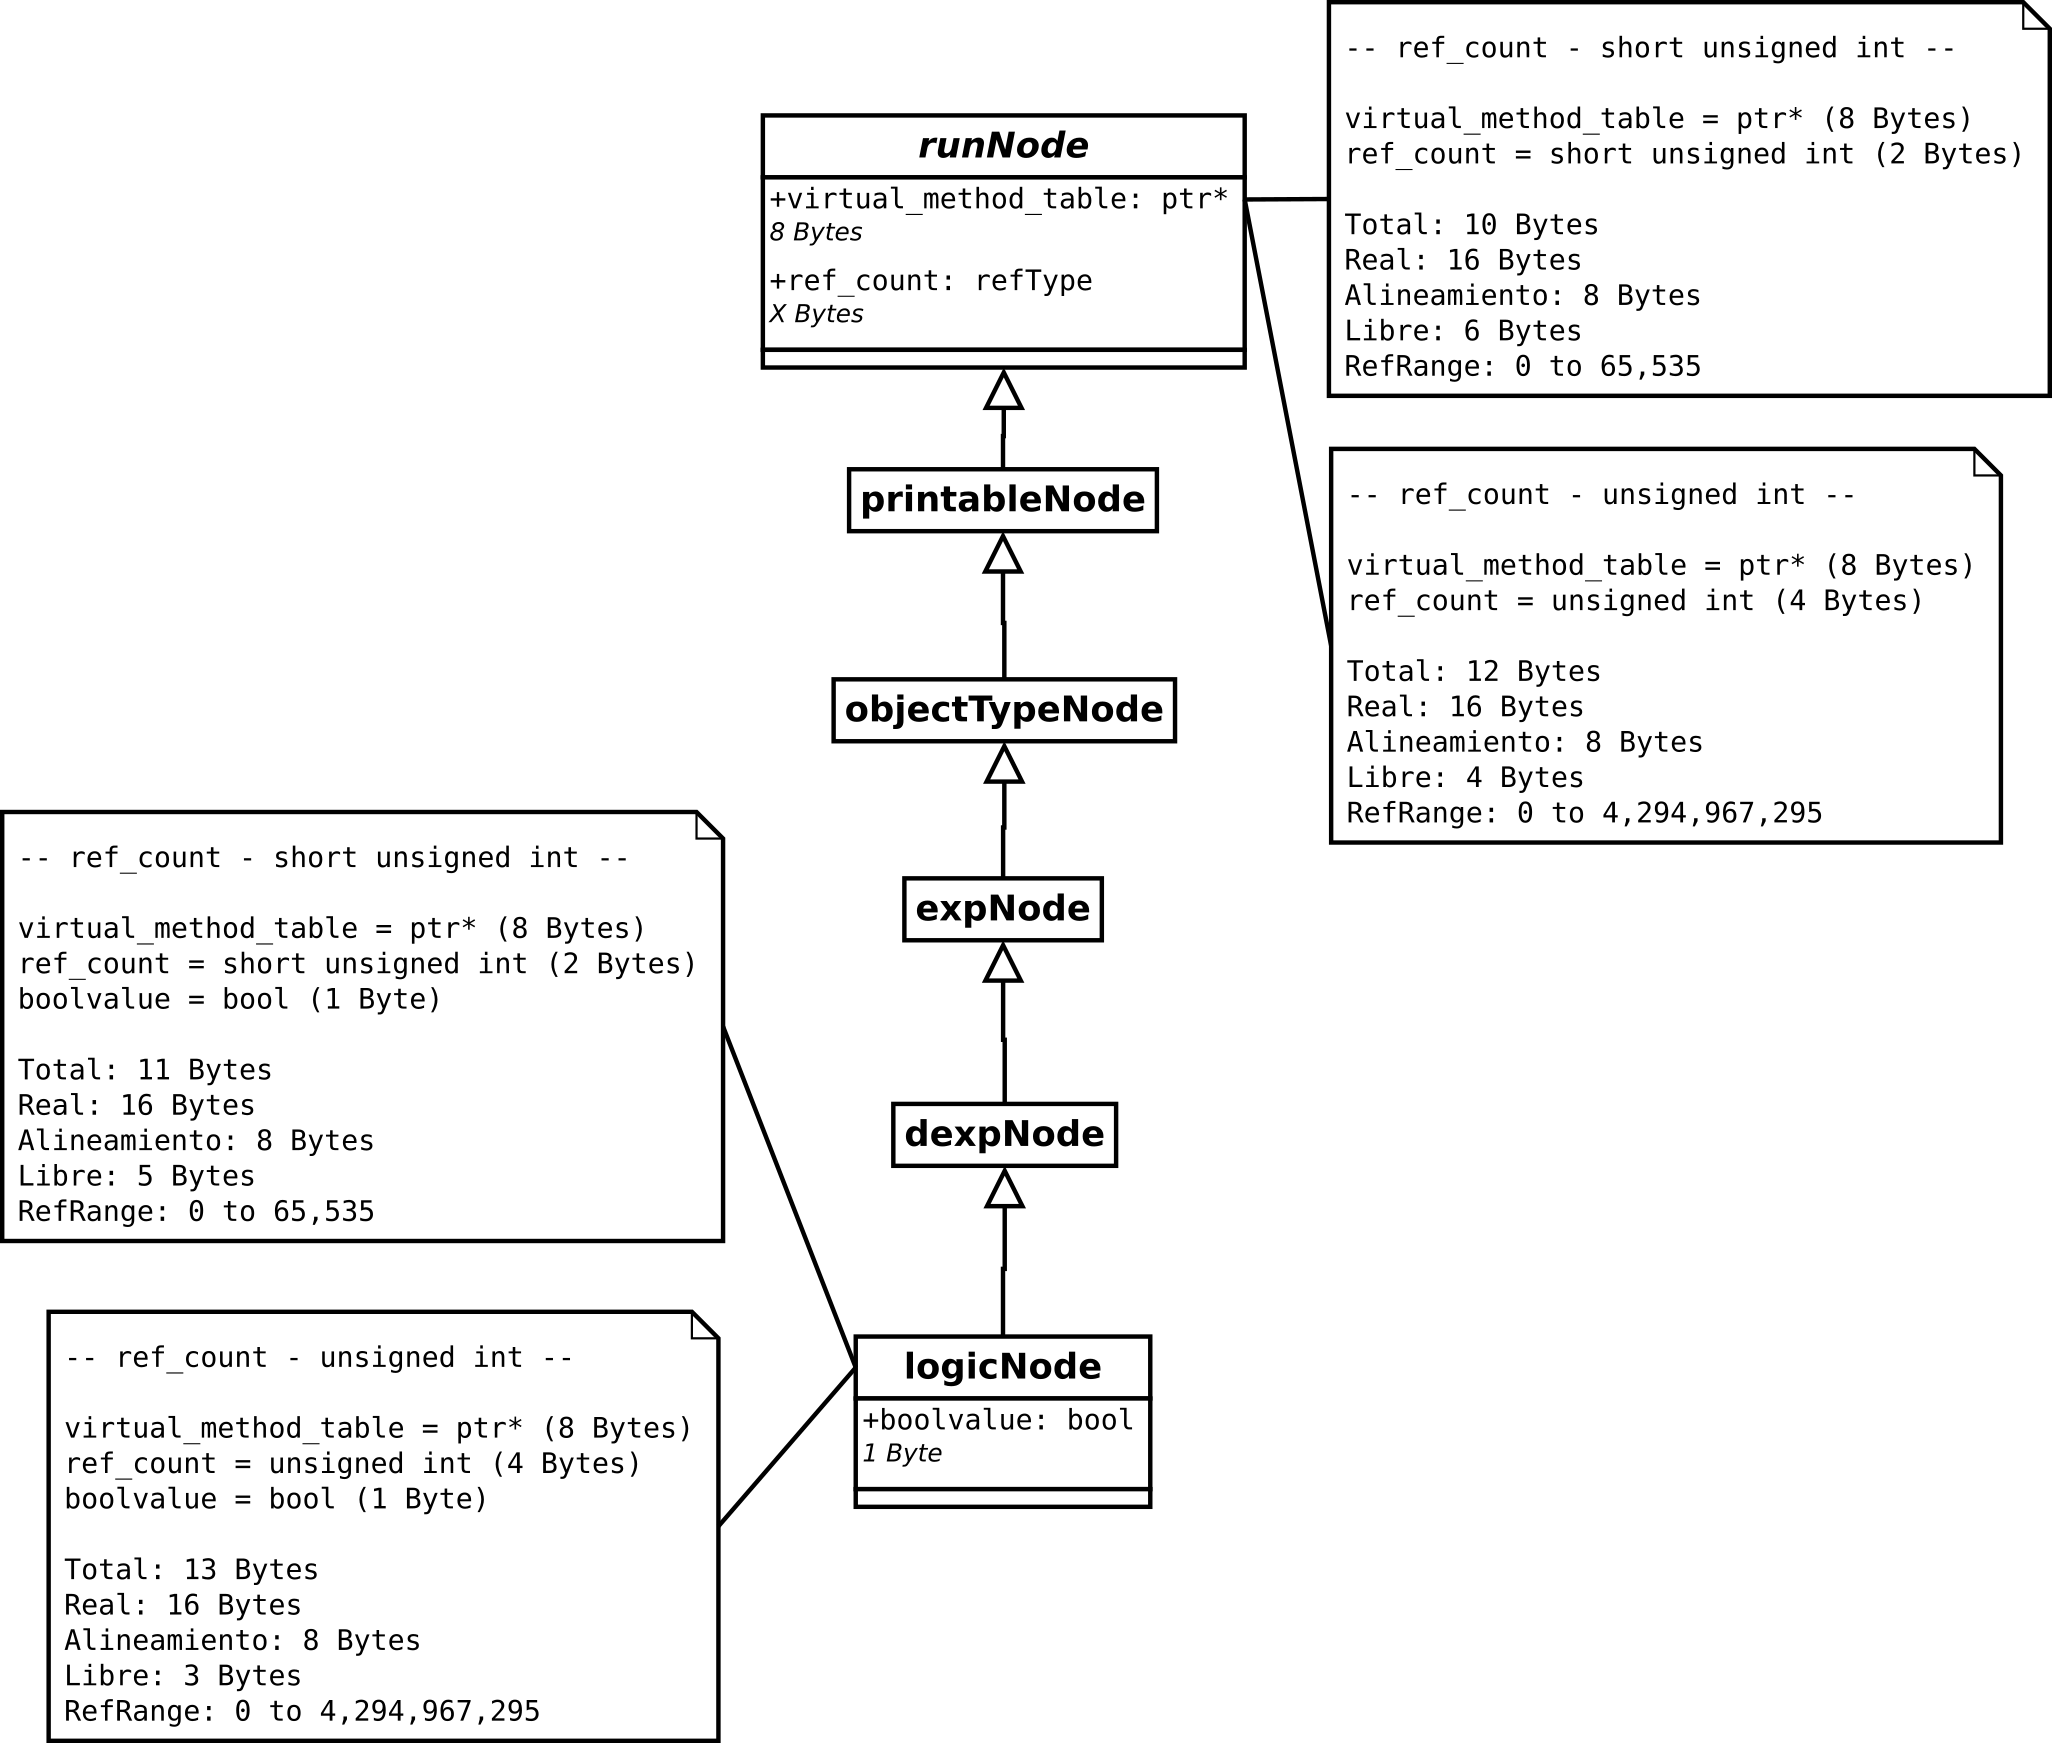 -- ref_count - short unsigned int --
virtual_method_table = ptr* (8 Bytes)
ref_count = short unsigned int (2 Bytes)
Total: 10 Bytes
Real: 16 Bytes
Alineamiento: 8 Bytes
Libre: 6 Bytes
RefRange: 0 to 65,535
runNode
+virtual_method_table: ptr*
8 Bytes
+ref_count: refType
X Bytes
printableNode
-- ref_count - unsigned int --
virtual_method_table = ptr* (8 Bytes)
ref_count = unsigned int (4 Bytes)
Total: 12 Bytes
Real: 16 Bytes
Alineamiento: 8 Bytes
Libre: 4 Bytes
RefRange: 0 to 4,294,967,295
objectTypeNode
expNode
-- ref_count - short unsigned int --
virtual_method_table = ptr* (8 Bytes)
ref_count = short unsigned int (2 Bytes)
boolvalue = bool (1 Byte)
Total: 11 Bytes
Real: 16 Bytes
Alineamiento: 8 Bytes
Libre: 5 Bytes
RefRange: 0 to 65,535
dexpNode
logicNode
+boolvalue: bool
1 Byte
-- ref_count - unsigned int --
virtual_method_table = ptr* (8 Bytes)
ref_count = unsigned int (4 Bytes)
boolvalue = bool (1 Byte)
Total: 13 Bytes
Real: 16 Bytes
Alineamiento: 8 Bytes
Libre: 3 Bytes
RefRange: 0 to 4,294,967,295